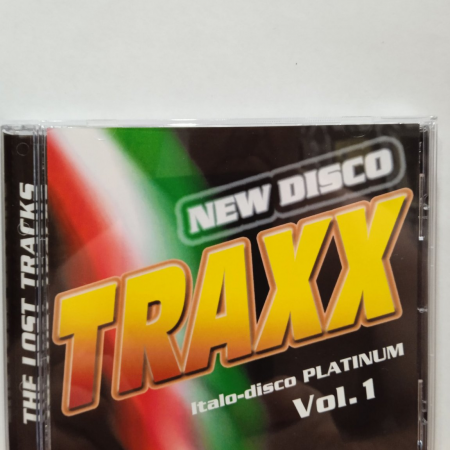 THE LOST TRACKS
NEW DISCO
TRAXX
Italo-disco PLATINUM
Vol.1